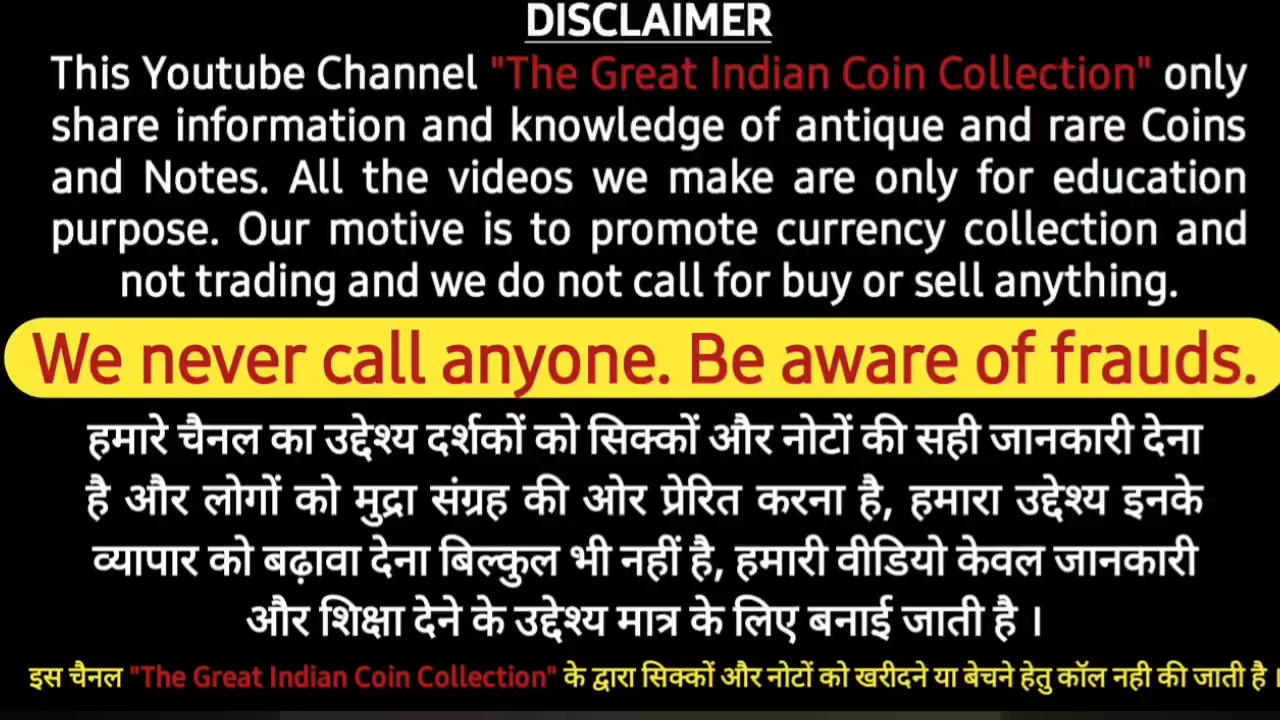 DISCLAIMER
This Youtube Channel "The Great Indian Coin Collection" only
share information and knowledge of antique and rare Coins
and Notes. All the videos we make are only for education
purpose. Our motive is to promote currency collection and
not trading and we do not call for buy or sell anything.
We never call anyone. Be aware of frauds.
हमारे चैनल का उद्देश्य दर्शकों को सिक्कों और नोटों की सही जानकारी देना
है और लोगों को मुद्रा संग्रह की ओर प्रेरित करना है, हमारा उद्देश्य इनके
व्यापार को बढ़ावा देना बिल्कुल भी नहीं है, हमारी वीडियो केवल जानकारी
और शिक्षा देने के उद्देश्य मात्र के लिए बनाई जाती है ।
इस चैनल "The Great Indian Coin Collection" के द्वारा सिक्कों और नोटों को खरीदने या बेचने हेतु कॉल नही की जाती है ।